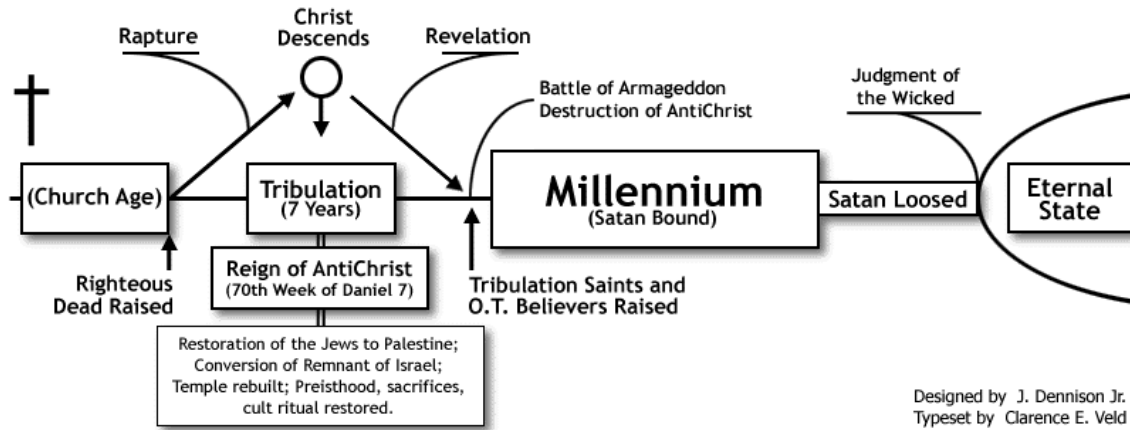 Christ
Descends
Rapture
Revelation
Battle of Armageddon
Destruction of AntiChrist
Judgment of
the Wicked
(Church Age)
Tribulation
(7 Years)
Millennium
(Satan Bound)
Satan Loosed
Eternal
State
Righteous
Dead Raised
Reign of AntiChrist
(70th Week of Daniel 7)
Tribulation Saints and
O.T. Believers Raised
Restoration of the Jews to Palestine;
Conversion of Remnant of Israel;
Temple rebuilt; Preisthood, sacrifices,
cult ritual restored.
Designed by J. Dennison Jr.
Typeset by Clarence E. Veld